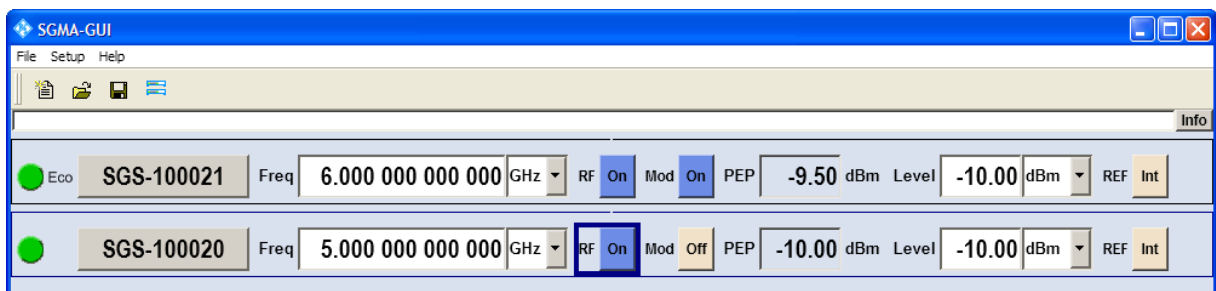 SGMA-GUI
File Setup Help
Info
Eco SGS-100021 Freq 6.000 000 000 000 GHz RF On Mod On PEP -9.50 dBm Level -10.00 dBm REF Int
SGS-100020 Freq 5.000 000 000 000 GHz RF On Mod Off PEP -10.00 dBm Level -10.00 dBm REF Int